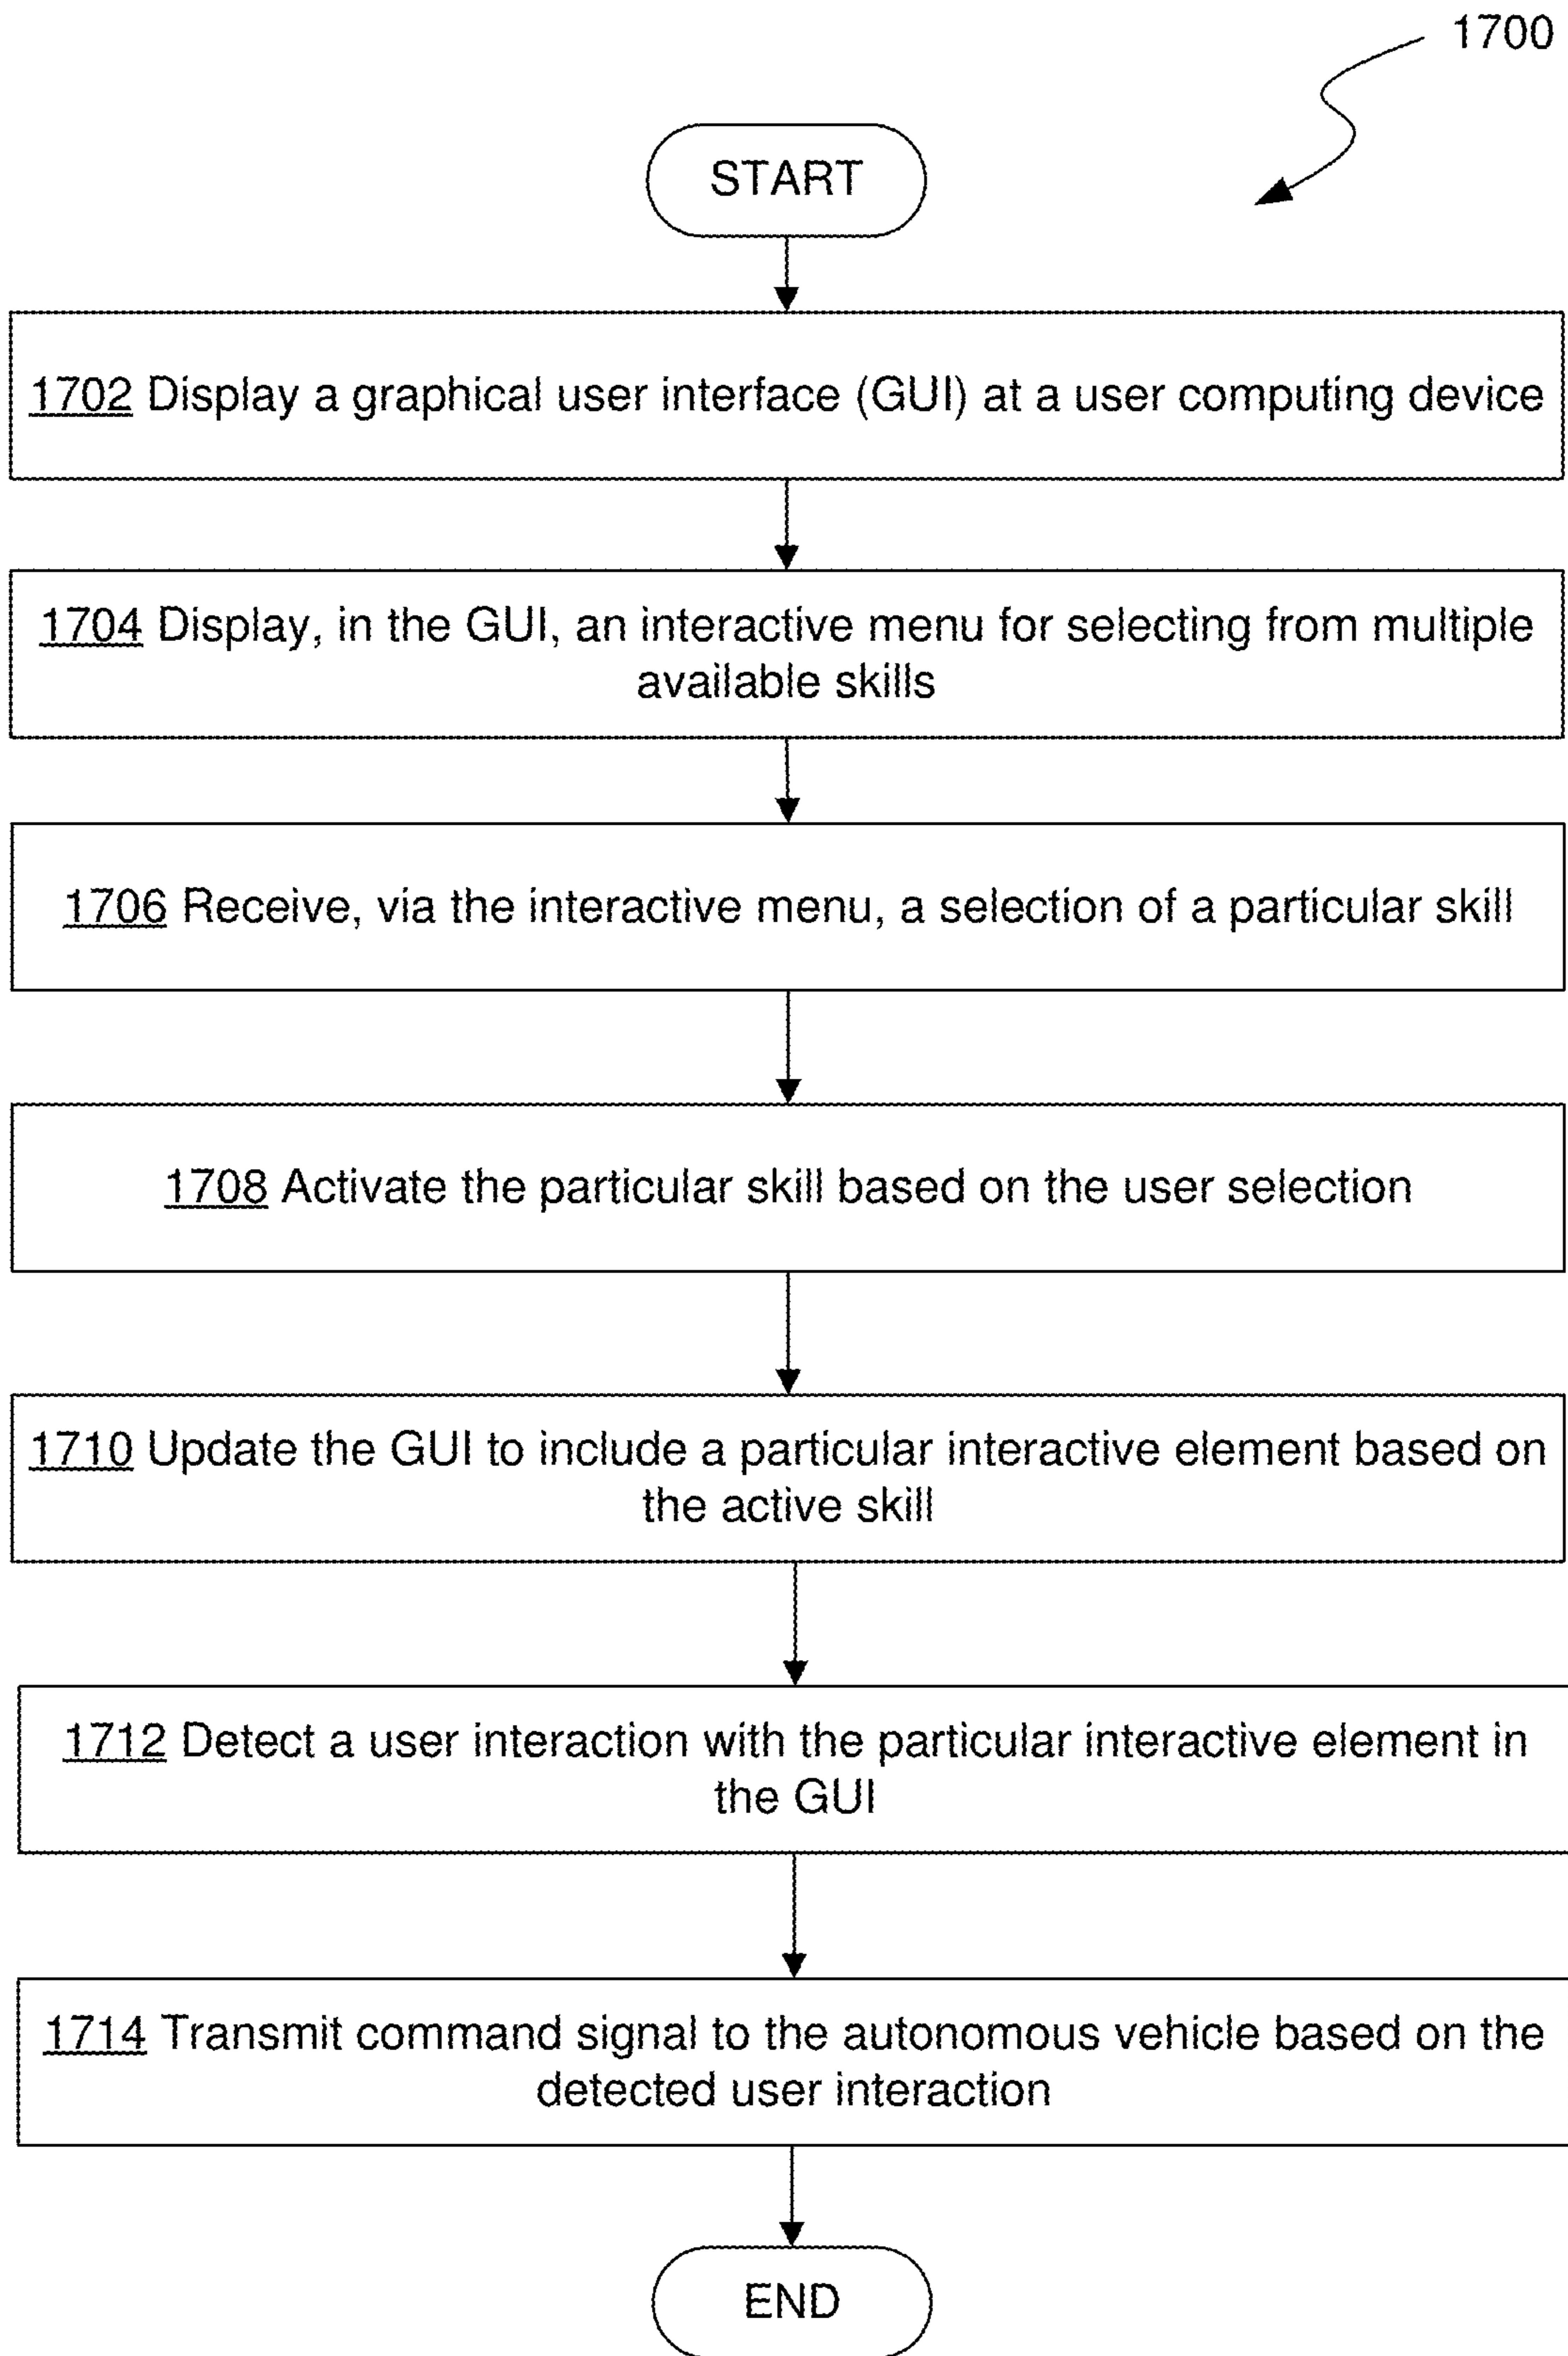 1700
START
1702 Display a graphical user interface (GUI) at a user computing device
1704 Display, in the GUI, an interactive menu for selecting from multiple
available skills
1706 Receive, via the interactive menu, a selection of a particular skill
1708 Activate the particular skill based on the user selection
1710 Update the GUI to include a particular interactive element based on
the active skill
1712 Detect a user interaction with the particular interactive element in
the GUI
1714 Transmit command signal to the autonomous vehicle based on the
detected user interaction
END